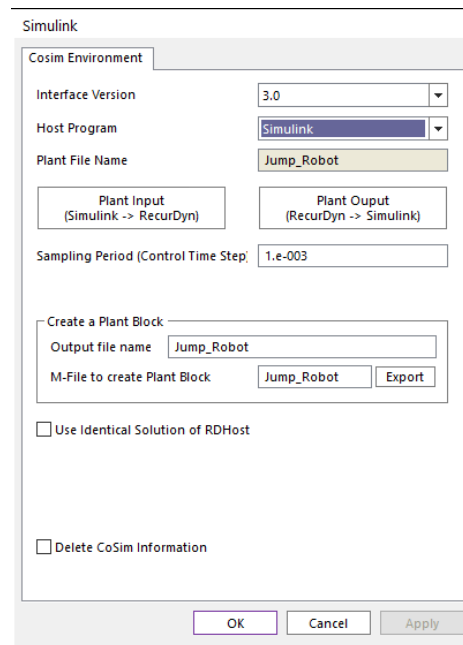 Simulink
Cosim Environment
Interface Version 3.0
Host Program Simulink
Plant File Name Jump_Robot
Plant Input
(Simulink -> RecurDyn)
Plant Ouput
(RecurDyn -> Simulink)
Sampling Period (Control Time Step) 1.e-003
Create a Plant Block
Output file name Jump_Robot
M-File to create Plant Block Jump_Robot Export
Use Identical Solution of RDHost
Delete CoSim Information
OK Cancel Apply